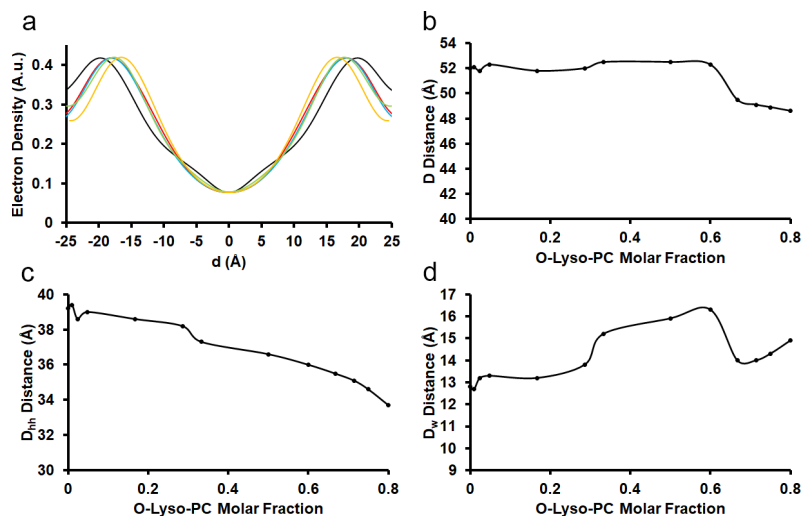 a
Electron Density (A.u.)
0.4
0.3
0.2
0.1
0
-25 -20 -15 -10 -5 0 5 10 15 20 25
d (Å)
b
D Distance (Å)
56
54
52
50
48
46
44
42
40
0 0.2 0.4 0.6 0.8
O-Lyso-PC Molar Fraction
c
Dhh Distance (Å)
40
38
36
34
32
30
0 0.2 0.4 0.6 0.8
O-Lyso-PC Molar Fraction
d
Dw Distance (Å)
17
16
15
14
13
12
11
10
9
0 0.2 0.4 0.6 0.8
O-Lyso-PC Molar Fraction